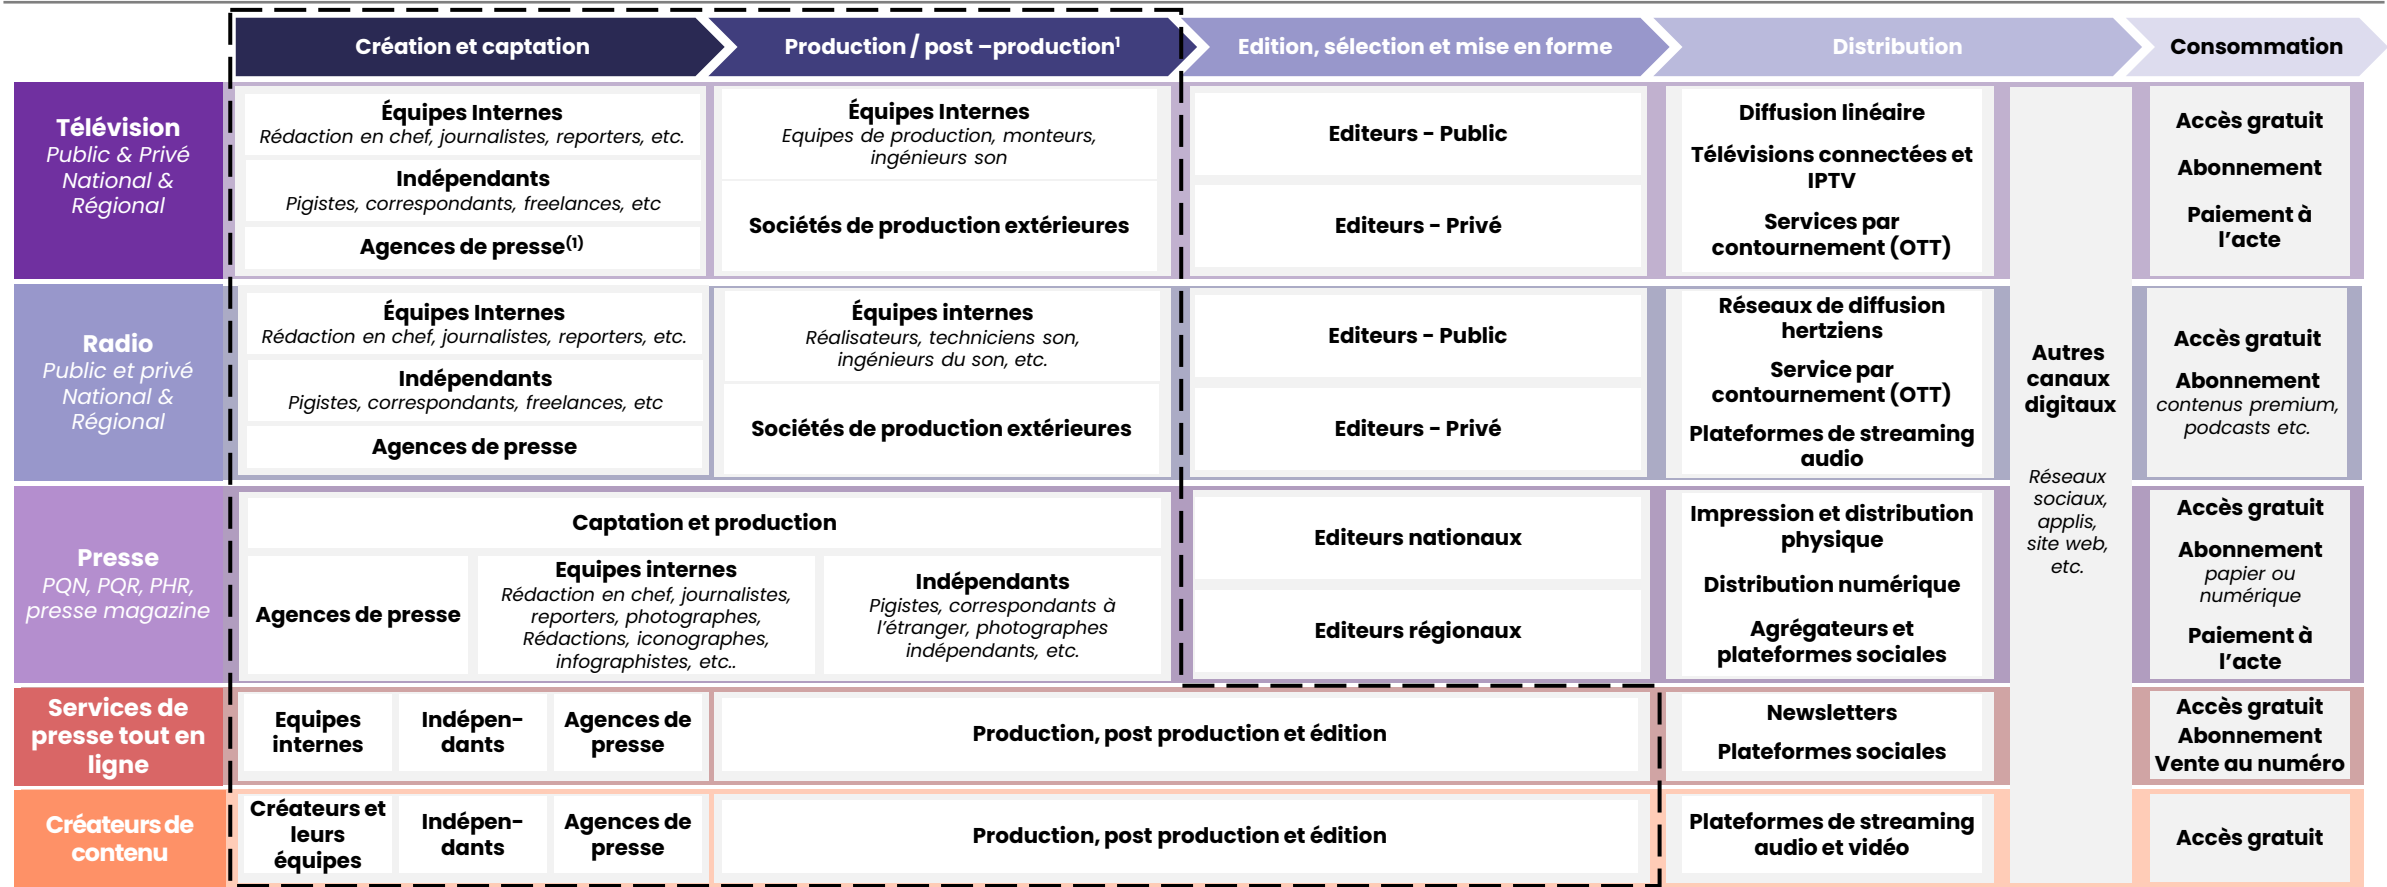 Création et captation
Production / post –production¹
Edition, sélection et mise en forme
Distribution
Consommation
Télévision
Public & Privé
National &
Régional
Équipes Internes
Rédaction en chef, journalistes, reporters, etc.
Indépendants
Pigistes, correspondants, freelances, etc
Agences de presse⁽¹⁾
Équipes Internes
Equipes de production, monteurs,
ingénieurs son
Sociétés de production extérieures
Editeurs - Public
Editeurs - Privé
Diffusion linéaire
Télévisions connectées et
IPTV
Services par
contournement (OTT)
Accès gratuit
Abonnement
Paiement à
l’acte
Radio
Public et privé
National &
Régional
Équipes Internes
Rédaction en chef, journalistes, reporters, etc.
Indépendants
Pigistes, correspondants, freelances, etc
Agences de presse
Équipes internes
Réalisateurs, techniciens son,
ingénieurs du son, etc.
Sociétés de production extérieures
Editeurs - Public
Editeurs - Privé
Réseaux de diffusion
hertziens
Service par
contournement (OTT)
Plateformes de streaming
audio
Autres
canaux
digitaux
Réseaux
sociaux,
applis,
site web,
etc.
Accès gratuit
Abonnement
contenus premium,
podcasts etc.
Presse
PQN, PQR, PHR,
presse magazine
Captation et production
Agences de presse
Equipes internes
Rédaction en chef, journalistes,
reporters, photographes,
Rédactions, iconographes,
infographistes, etc..
Indépendants
Pigistes, correspondants à
l’étranger, photographes
indépendants, etc.
Editeurs nationaux
Editeurs régionaux
Impression et distribution
physique
Distribution numérique
Agrégateurs et
plateformes sociales
Accès gratuit
Abonnement
papier ou
numérique
Paiement à
l’acte
Services de
presse tout en
ligne
Equipes
internes
Indépen-
dants
Agences de
presse
Production, post production et édition
Newsletters
Plateformes sociales
Accès gratuit
Abonnement
Vente au numéro
Créateurs de
contenu
Créateurs et
leurs
équipes
Indépen-
dants
Agences de
presse
Production, post production et édition
Plateformes de streaming
audio et vidéo
Accès gratuit